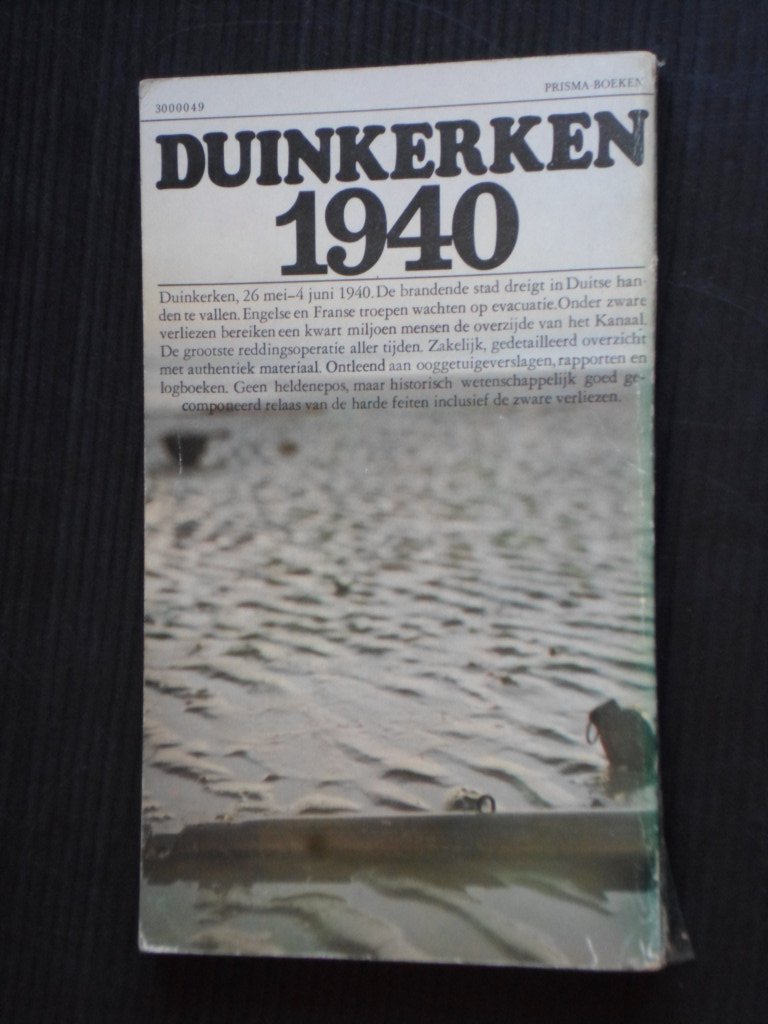 3000049
PRISMA-BOEKEN
DUINKERKEN
1940
Duinkerken, 26 mei–4 juni 1940.De brandende stad dreigt in Duitse han-
den te vallen. Engelse en Franse troepen wachten op evacuatie.Onder zware
verliezen bereiken een kwart miljoen mensen de overzijde van het Kanaal.
De grootste reddingsoperatie aller tijden. Zakelijk, gedetailleerd overzicht
met authentiek materiaal. Ontleend aan ooggetuigeverslagen, rapporten en
logboeken. Geen heldenepos, maar historisch wetenschappelijk goed ge-
componeerd relaas van de harde feiten inclusief de zware verliezen.